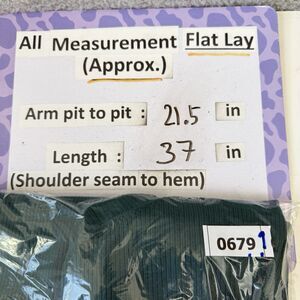 All Measurement Flat Lay
(Approx.)
Arm pit to pit : 21.5 in
Length : 37 in
(Shoulder seam to hem)
0679